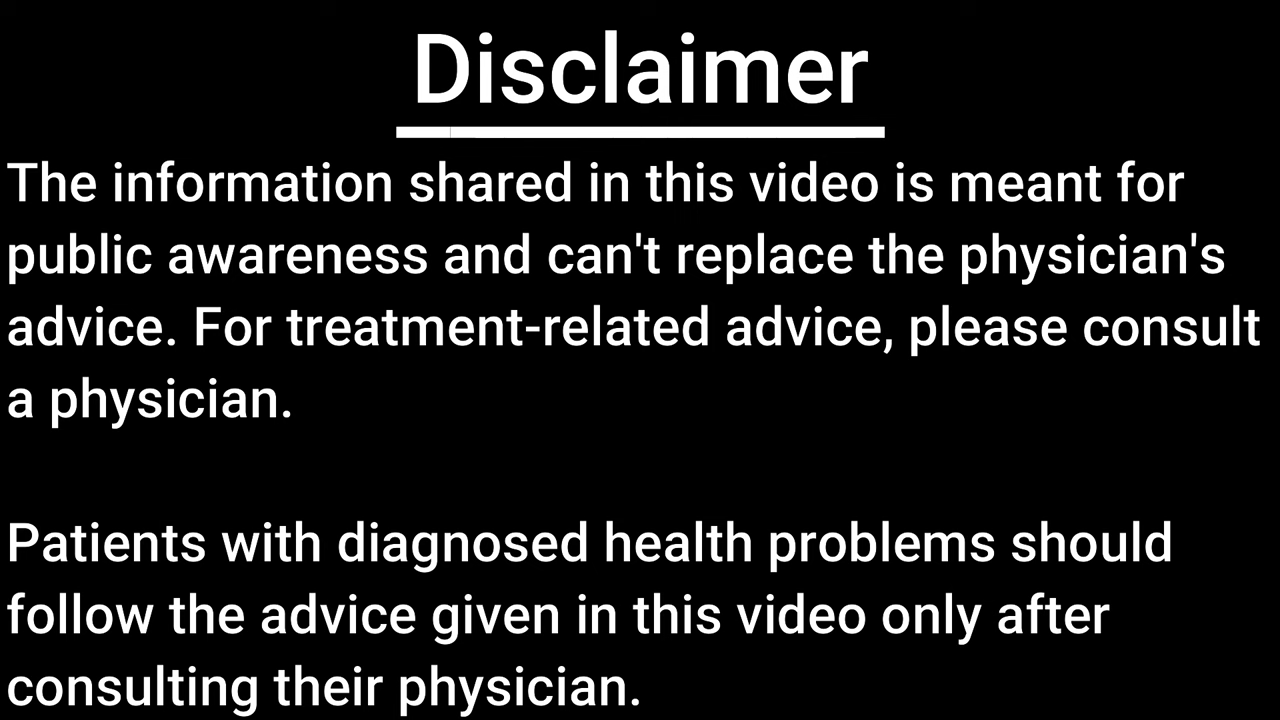 Disclaimer
The information shared in this video is meant for
public awareness and can't replace the physician's
advice. For treatment-related advice, please consult
a physician.
Patients with diagnosed health problems should
follow the advice given in this video only after
consulting their physician.